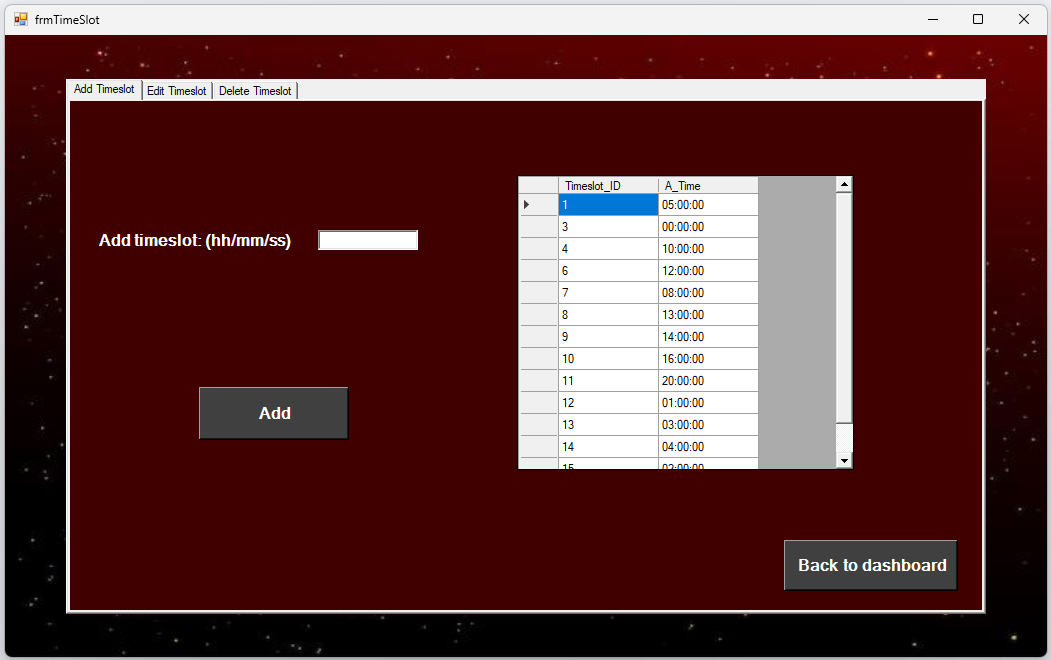 frmTimeSlot
Add Timeslot Edit Timeslot Delete Timeslot
Timeslot_ID A_Time
1 05:00:00
3 00:00:00
Add timeslot: (hh/mm/ss)
4 10:00:00
6 12:00:00
7 08:00:00
8 13:00:00
9 14:00:00
10 16:00:00
11 20:00:00
12 01:00:00
Add
13 03:00:00
14 04:00:00
15 02:00:00
Back to dashboard